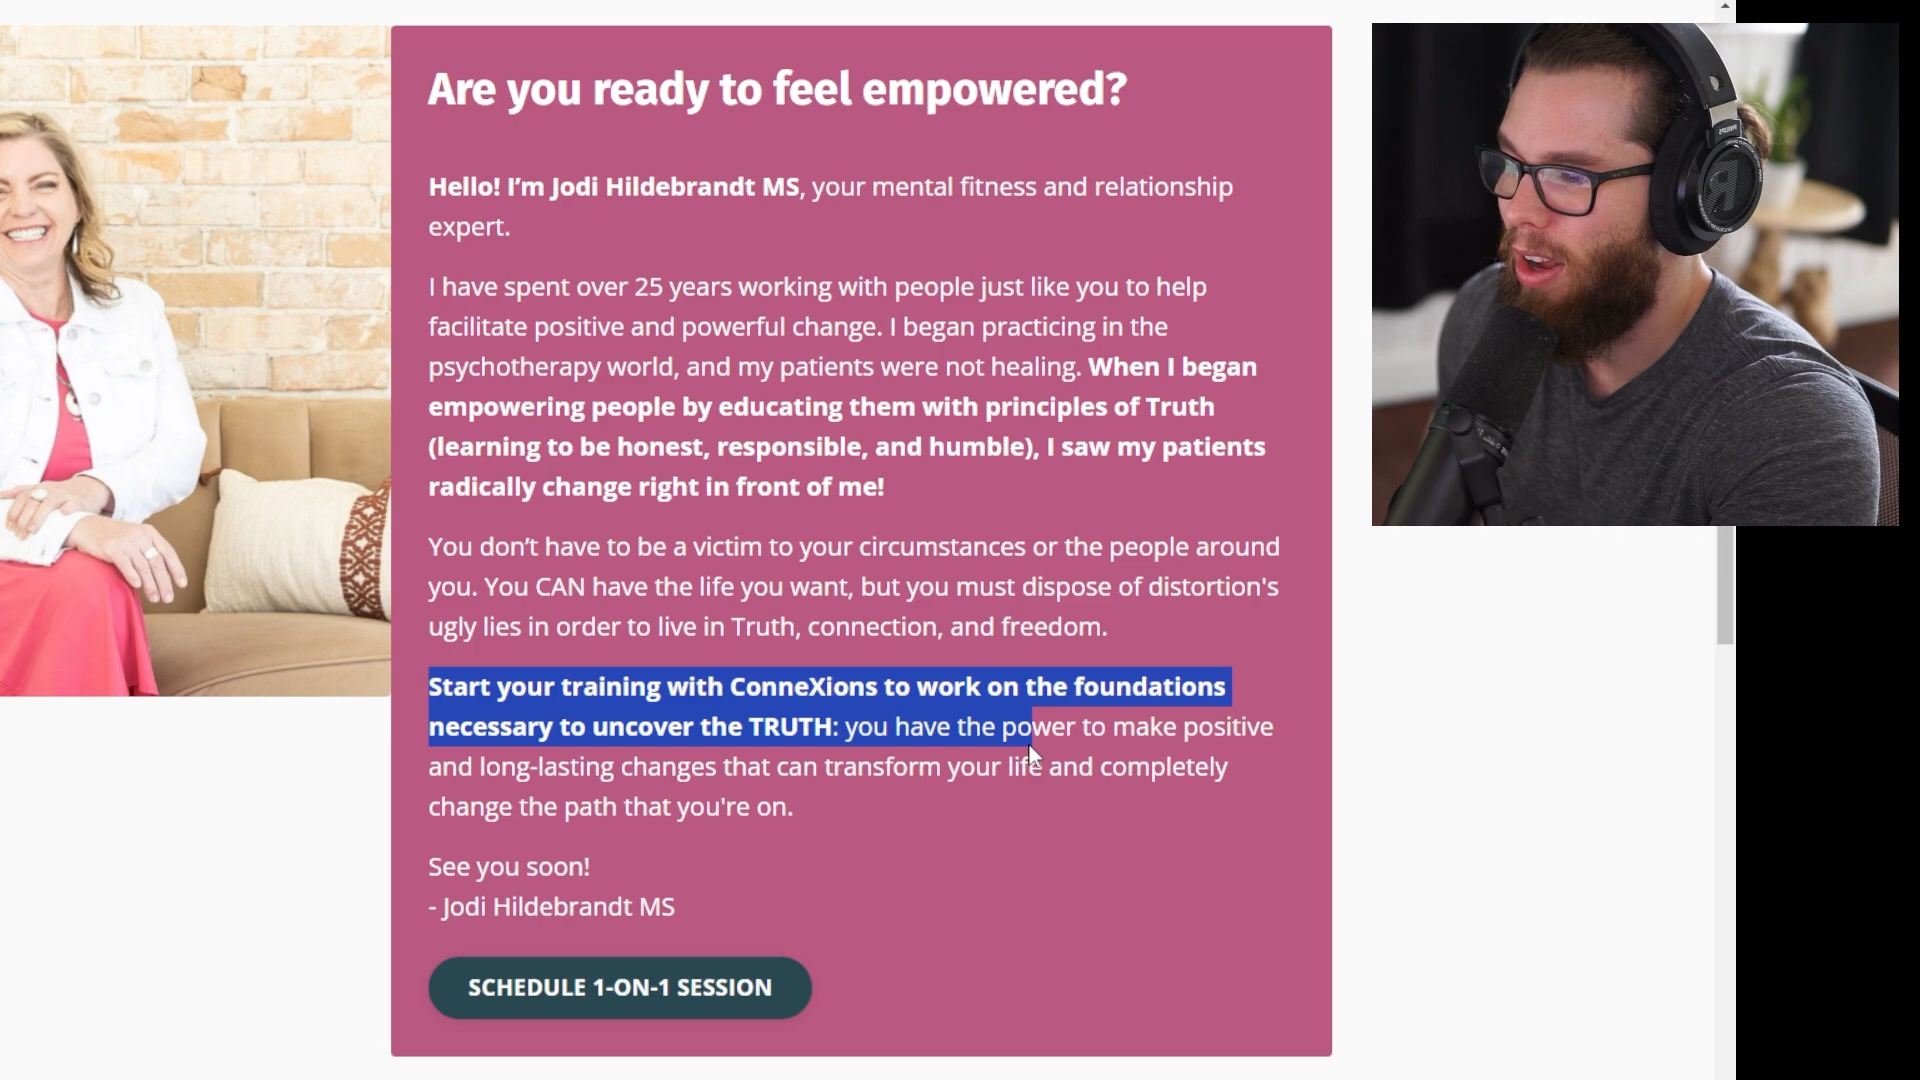 Are you ready to feel empowered?
Hello! I’m Jodi Hildebrandt MS, your mental fitness and relationship
expert.
I have spent over 25 years working with people just like you to help
facilitate positive and powerful change. I began practicing in the
psychotherapy world, and my patients were not healing. When I began
empowering people by educating them with principles of Truth
(learning to be honest, responsible, and humble), I saw my patients
radically change right in front of me!
You don’t have to be a victim to your circumstances or the people around
you. You CAN have the life you want, but you must dispose of distortion's
ugly lies in order to live in Truth, connection, and freedom.
Start your training with ConneXions to work on the foundations
necessary to uncover the TRUTH: you have the power to make positive
and long-lasting changes that can transform your life and completely
change the path that you're on.
See you soon!
- Jodi Hildebrandt MS
SCHEDULE 1-ON-1 SESSION